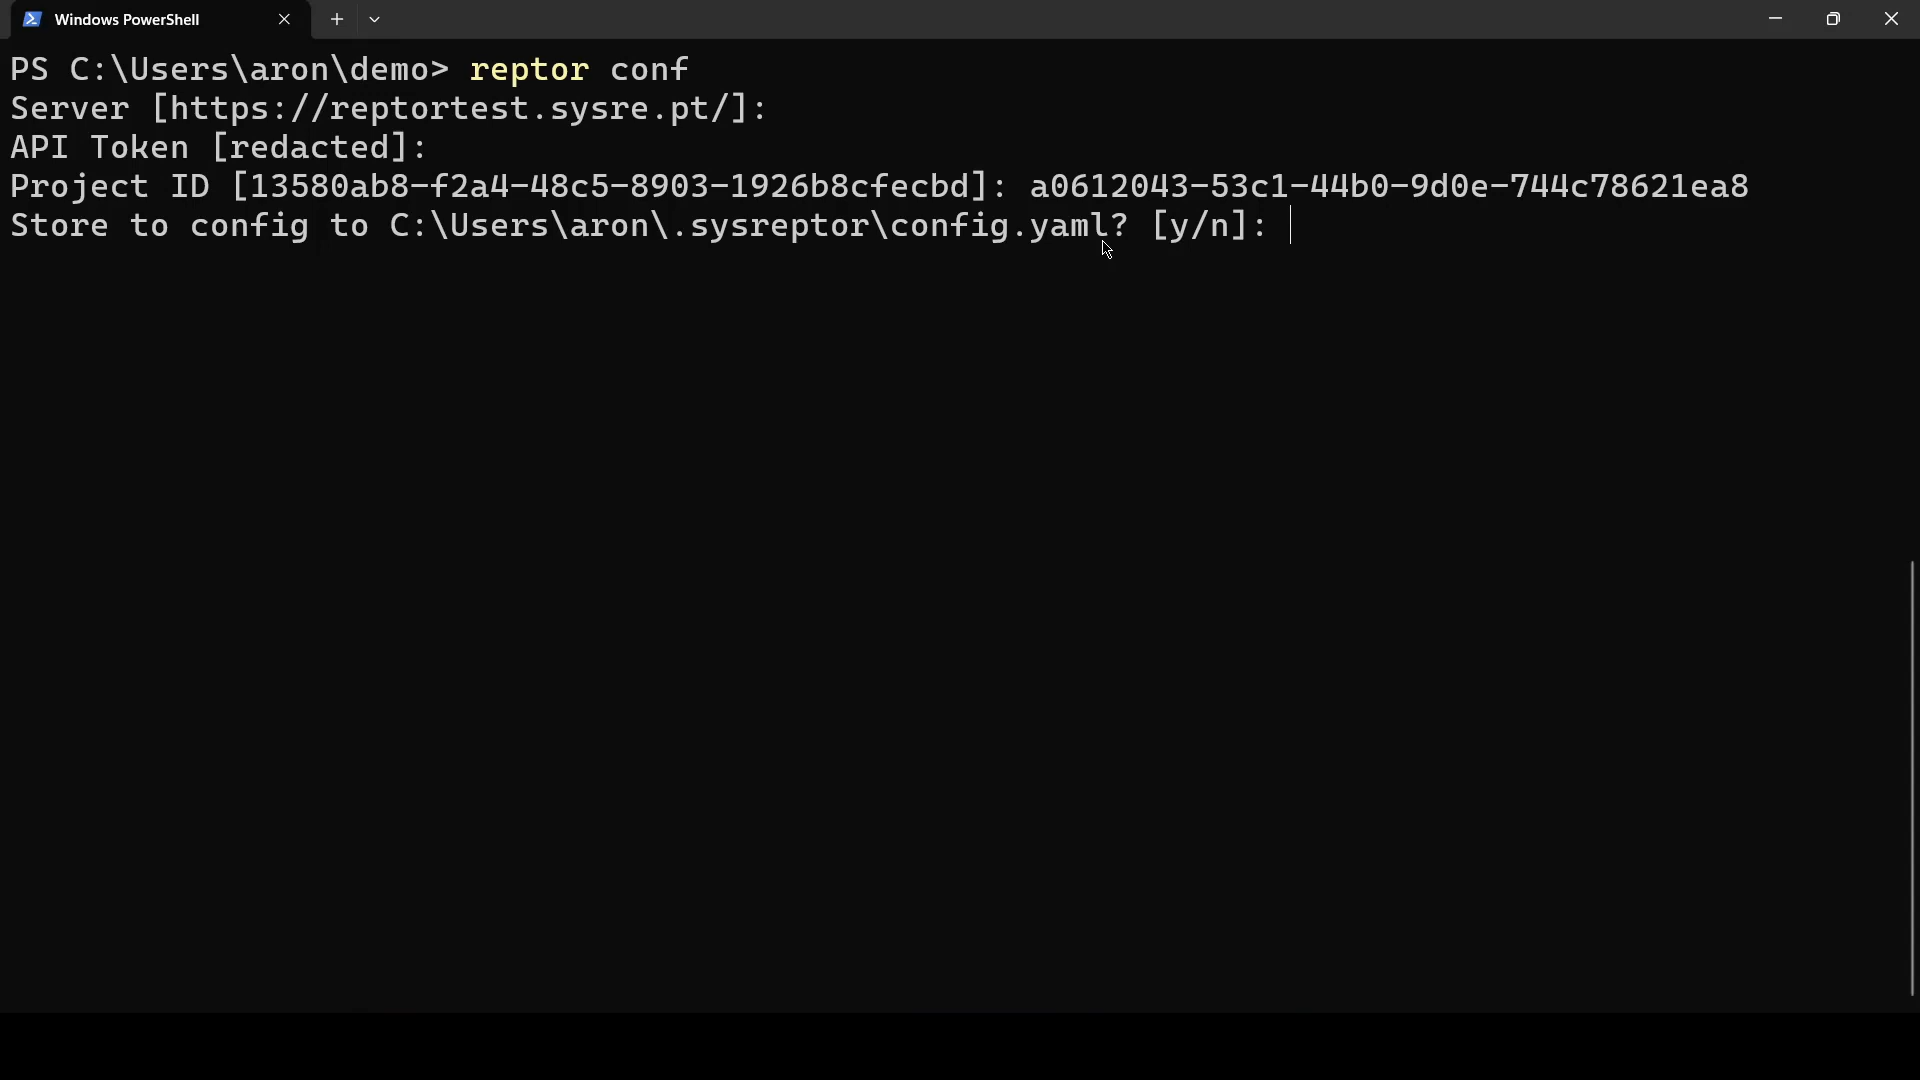 Windows PowerShell
PS C:\Users\aron\demo> reptor conf
Server [https://reptortest.sysre.pt/]:
API Token [redacted]:
Project ID [13580ab8-f2a4-48c5-8903-1926b8cfecbd]: a0612043-53c1-44b0-9d0e-744c78621ea8
Store to config to C:\Users\aron\.sysreptor\config.yaml? [y/n]: